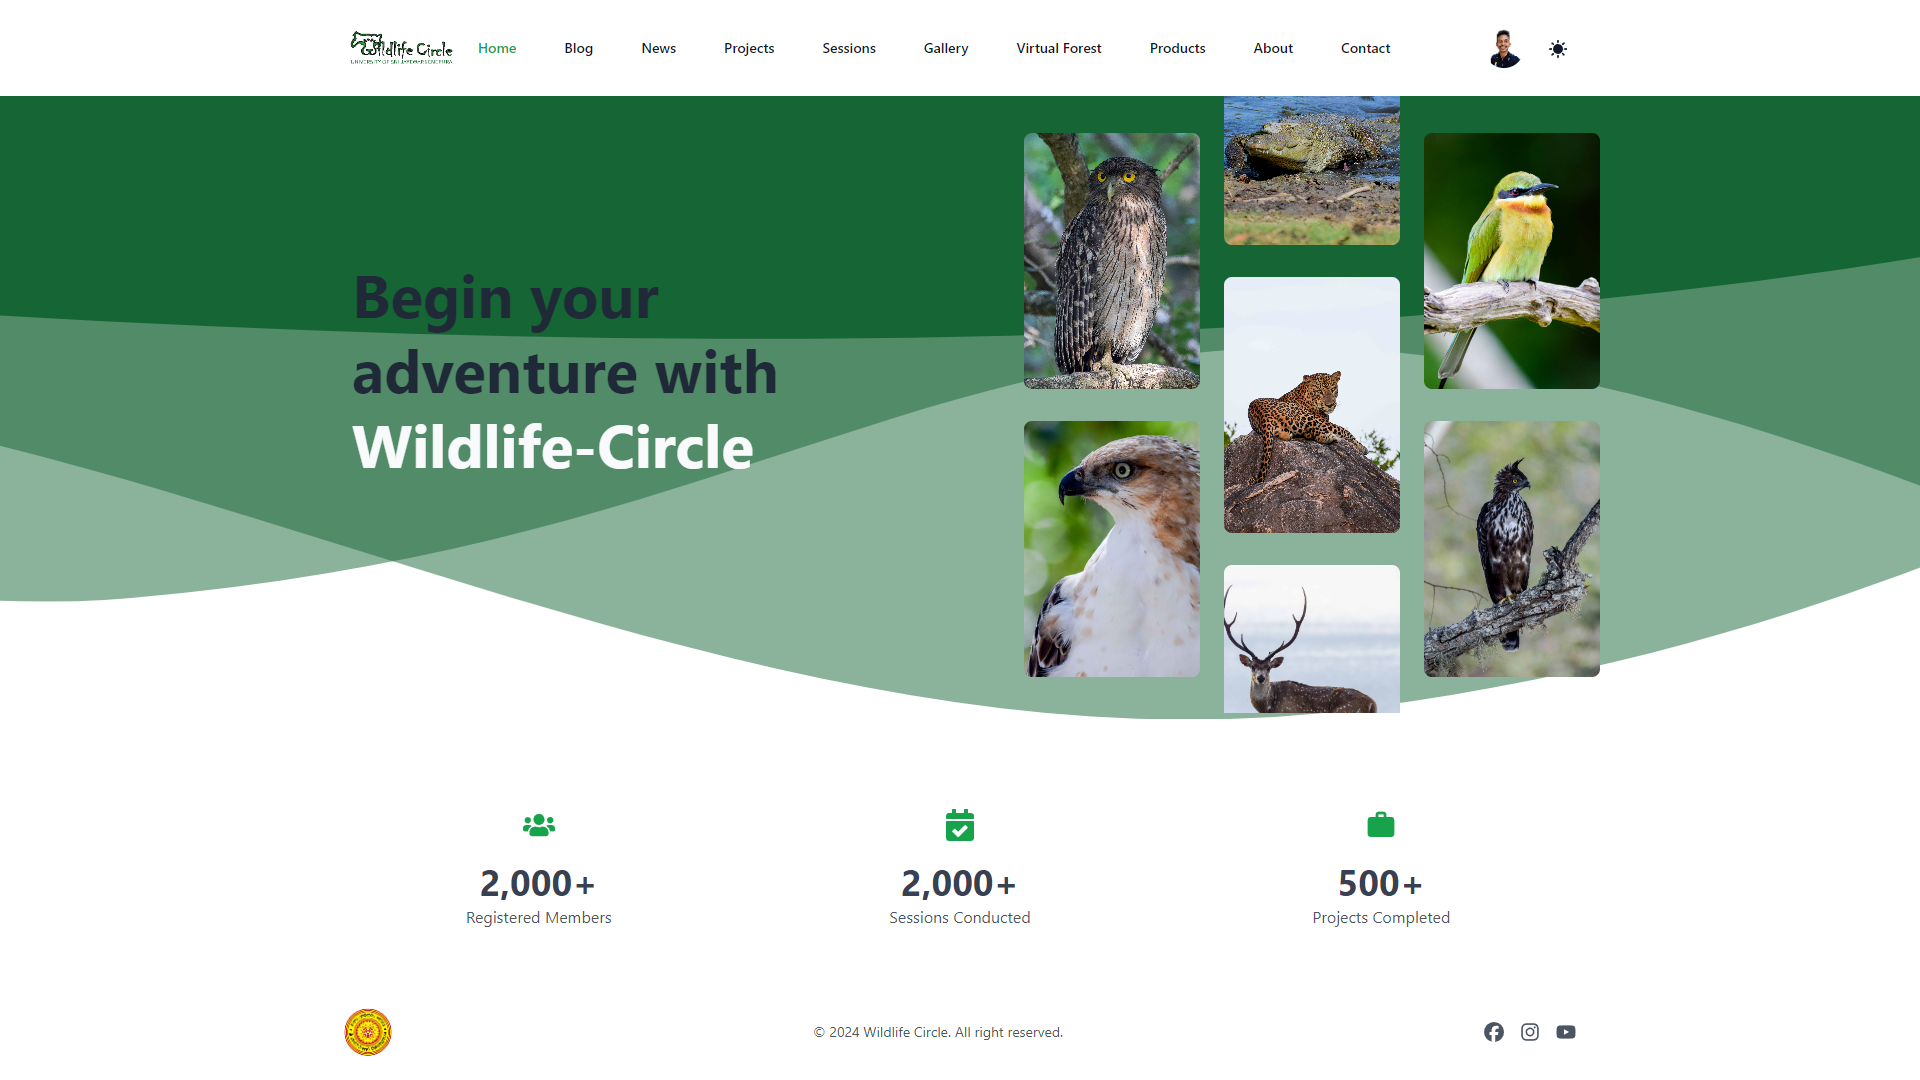 Wildlife Circle
UNIVERSITY OF SRI JAYEWARDENEPURA
Home
Blog
News
Projects
Sessions
Gallery
Virtual Forest
Products
About
Contact
Begin your
adventure with
Wildlife-Circle
2,000+
Registered Members
2,000+
Sessions Conducted
500+
Projects Completed
© 2024 Wildlife Circle. All right reserved.